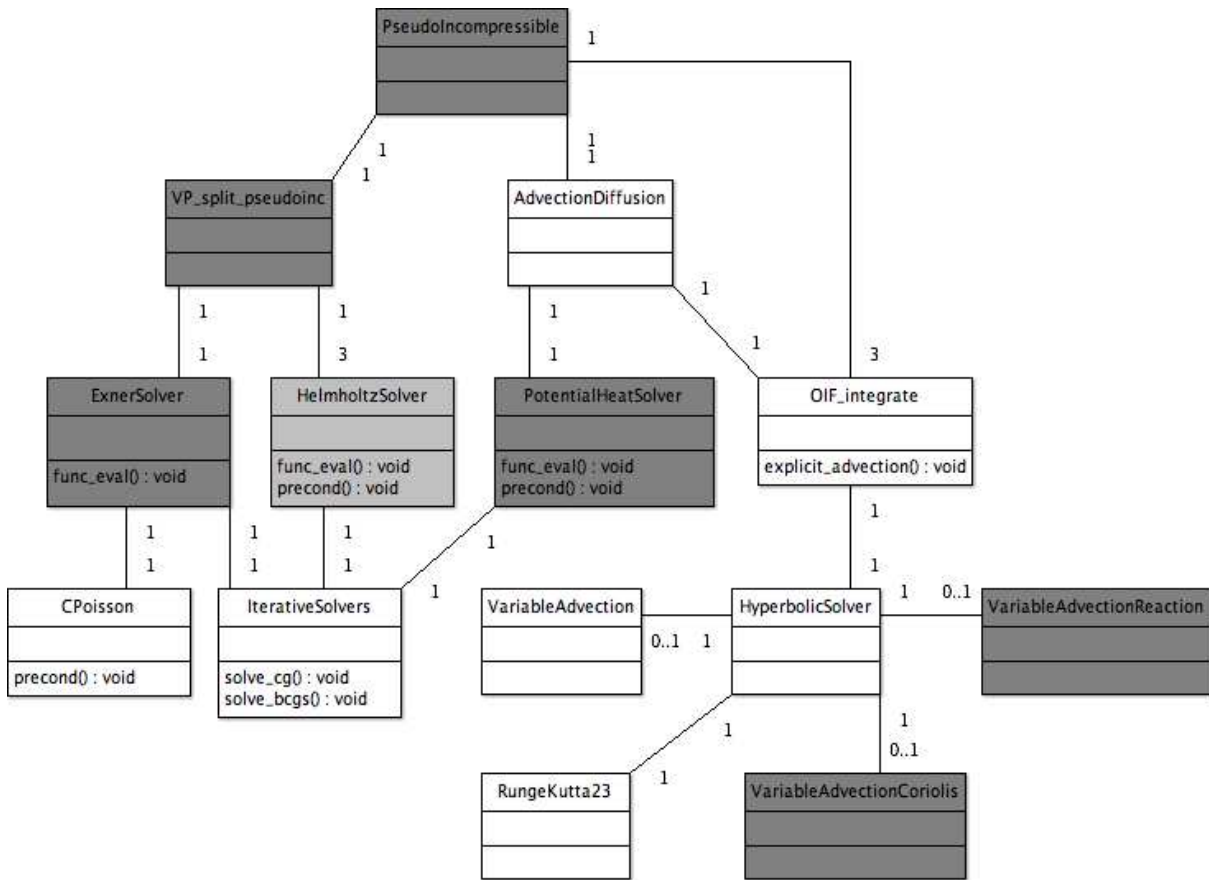 PseudoIncompressible
1
1
1
1
1
VP_split_pseudoinc
AdvectionDiffusion
1
1
1
1
1
1
3
1
1
3
ExnerSolver
HelmholtzSolver
PotentialHeatSolver
OIF_integrate
func_eval() : void
func_eval() : void
precond() : void
func_eval() : void
precond() : void
explicit_advection() : void
1
1
1
1
1
1
1
1
1
1
CPoisson
IterativeSolvers
VariableAdvection
HyperbolicSolver
1
0..1
VariableAdvectionReaction
0..1
1
precond() : void
solve_cg() : void
solve_bcgs() : void
1
1
0..1
1
RungeKutta23
VariableAdvectionCoriolis